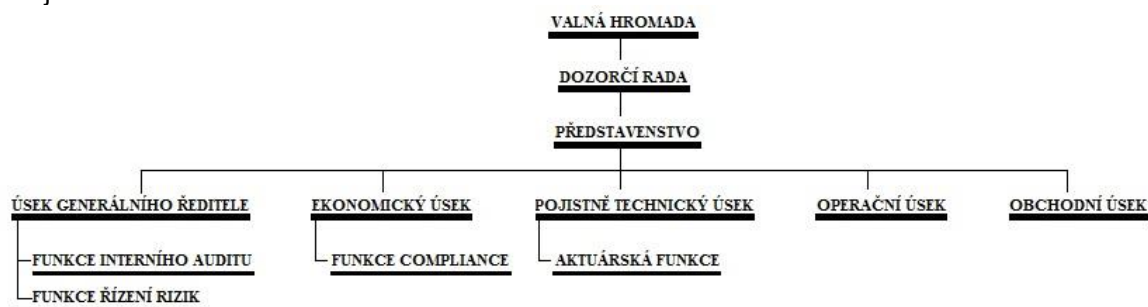 VALNÁ HROMADA
DOZORČÍ RADA
PŘEDSTAVENSTVO
ÚSEK GENERÁLNÍHO ŘEDITELE
EKONOMICKÝ ÚSEK
POJISTNĚ TECHNICKÝ ÚSEK
OPERAČNÍ ÚSEK
OBCHODNÍ ÚSEK
FUNKCE INTERNÍHO AUDITU
FUNKCE COMPLIANCE
AKTUÁRSKÁ FUNKCE
FUNKCE ŘÍZENÍ RIZIK